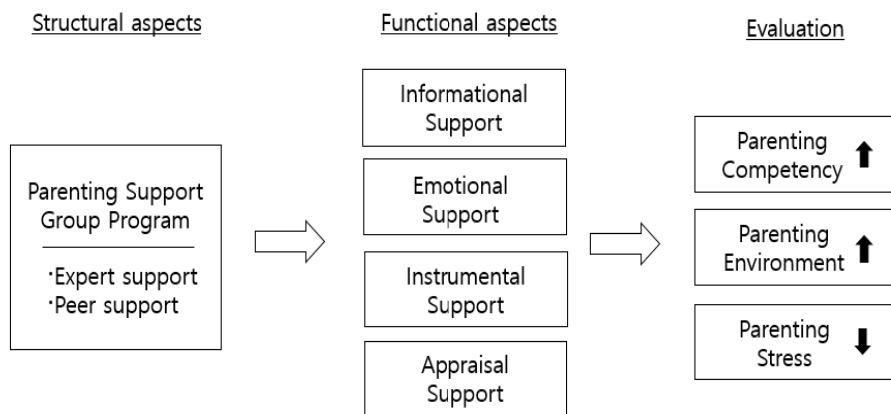 Structural aspects
Functional aspects
Evaluation
Parenting Support
Group Program
·Expert support
·Peer support
Informational
Support
Emotional
Support
Instrumental
Support
Appraisal
Support
Parenting
Competency
Parenting
Environment
Parenting
Stress